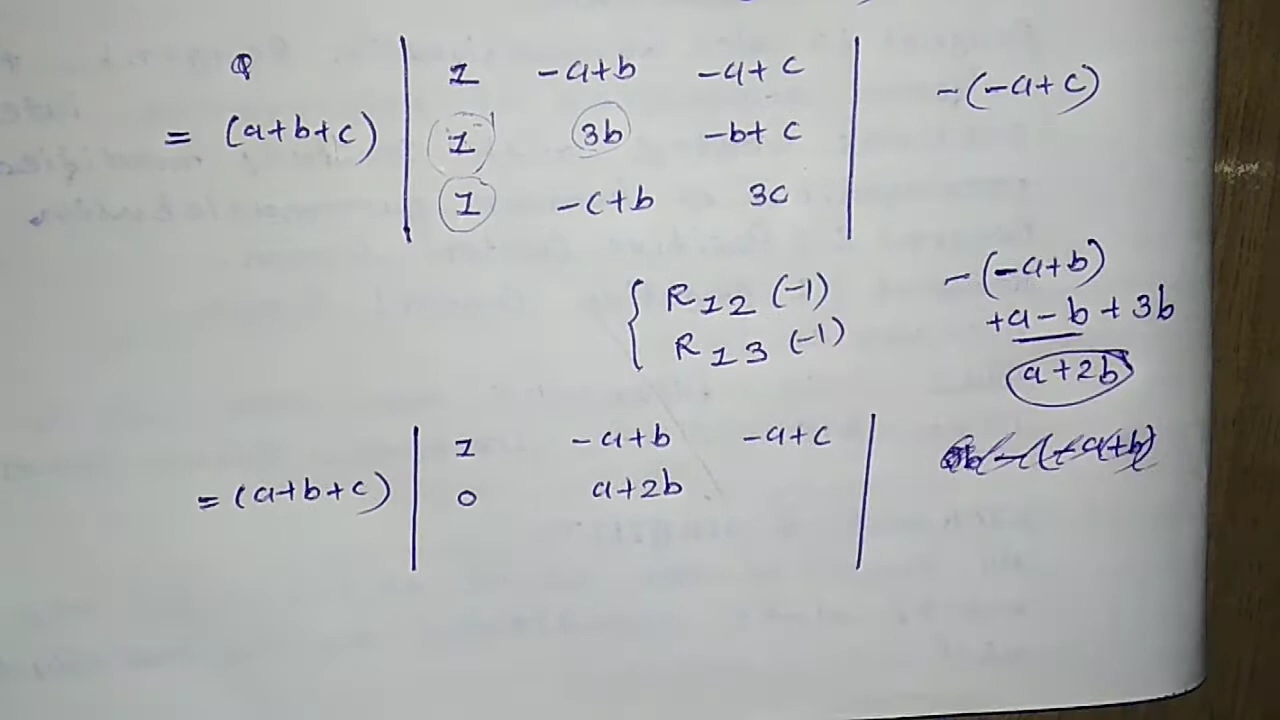 = (a+b+c) | 1 -a+b -a+c |
| 1 3b -b+c |
| 1 -c+b 3c |
-(-a+c)
{ R12 (-1)
R13 (-1)
-(-a+b)
+a-b+3b
a+2b
= (a+b+c) | 1 -a+b -a+c |
| 0 a+2b |